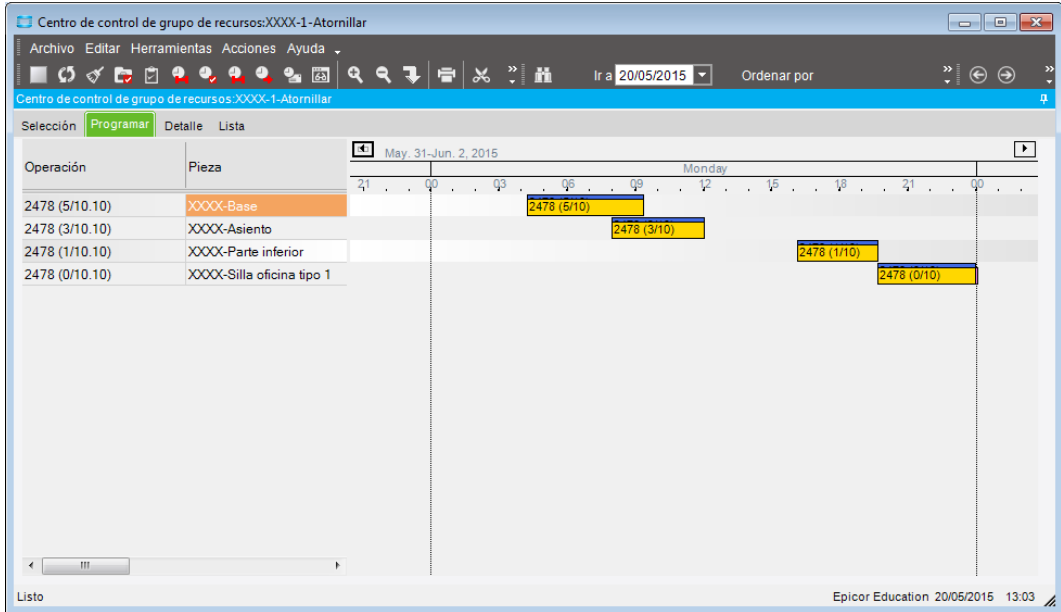 Centro de control de grupo de recursos:XXXX-1-Atornillar
Archivo Editar Herramientas Acciones Ayuda
Ir a 20/05/2015 Ordenar por
Centro de control de grupo de recursos:XXXX-1-Atornillar
Selección Programar Detalle Lista
May. 31-Jun. 2, 2015
Operación Pieza Monday
21 00 03 06 09 12 15 18 21 00
2478 (5/10.10) XXXX-Base 2478 (5/10)
2478 (3/10.10) XXXX-Asiento 2478 (3/10)
2478 (1/10.10) XXXX-Parte inferior 2478 (1/10)
2478 (0/10.10) XXXX-Silla oficina tipo 1 2478 (0/10)
Listo Epicor Education 20/05/2015 13:03